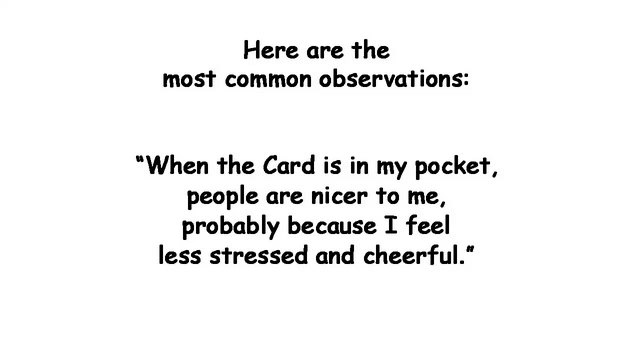 Here are the
most common observations:
“When the Card is in my pocket,
people are nicer to me,
probably because I feel
less stressed and cheerful.”